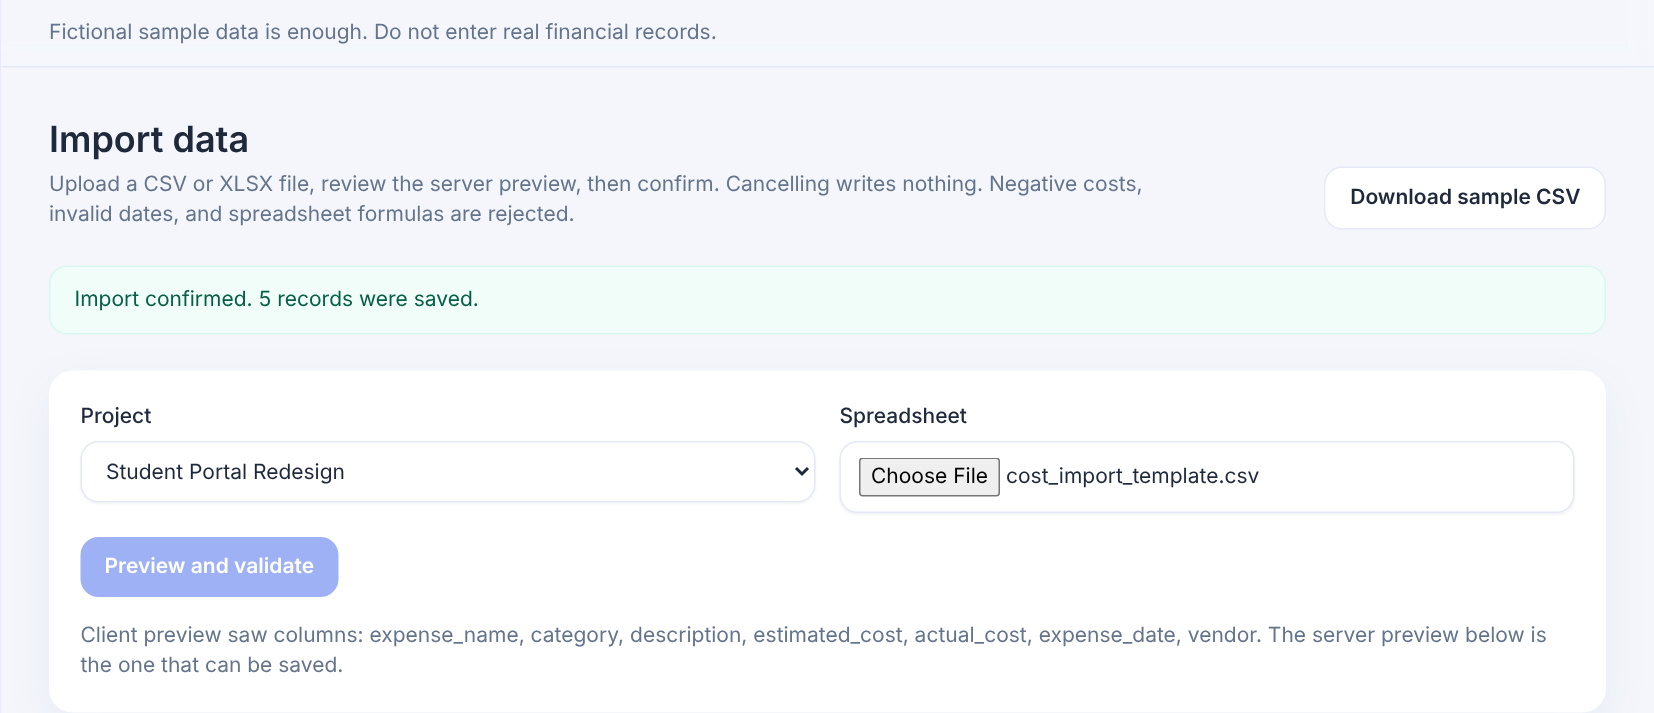 Fictional sample data is enough. Do not enter real financial records.
Import data
Upload a CSV or XLSX file, review the server preview, then confirm. Cancelling writes nothing. Negative costs,
invalid dates, and spreadsheet formulas are rejected.
Download sample CSV
Import confirmed. 5 records were saved.
Project
Spreadsheet
Student Portal Redesign
Choose File cost_import_template.csv
Preview and validate
Client preview saw columns: expense_name, category, description, estimated_cost, actual_cost, expense_date, vendor. The server preview below is
the one that can be saved.